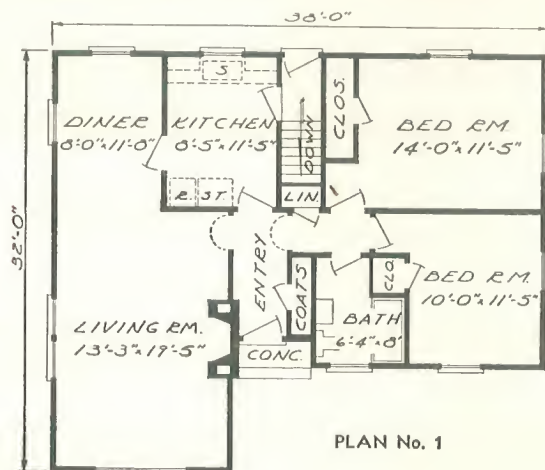 38'-0"
32'-0"
DINER
8'-0"x11'-8"
KITCHEN
8'-5"x11'-5"
S
R.
ST.
DOWN
LIN.
CLOS.
BED RM.
14'-0"x11'-5"
ENTRY
COATS
CLO.
BED RM.
10'-0"x11'-5"
BATH
6'-4"x8'
LIVING RM.
13'-3"x19'-5"
CONC.
PLAN No. 1